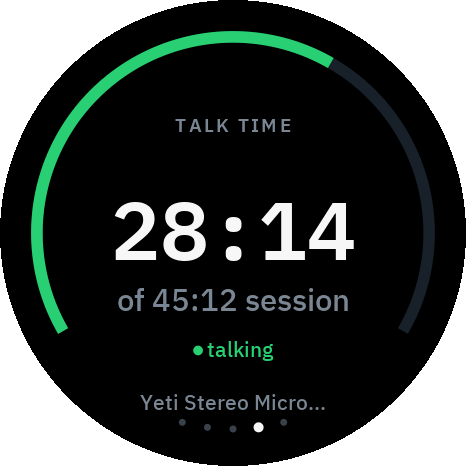 TALK TIME
28:14
of 45:12 session
talking
Yeti Stereo Micro...